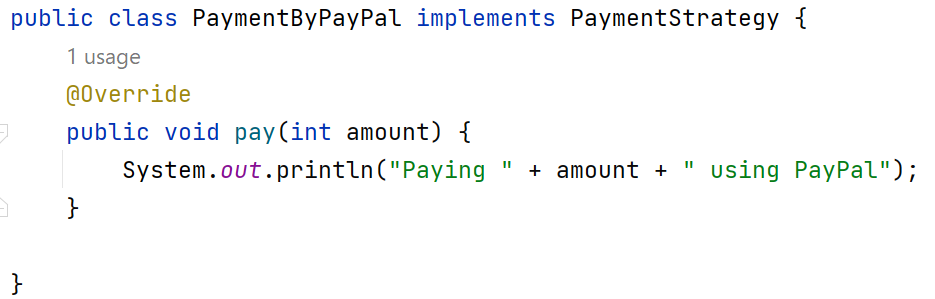 public class PaymentByPayPal implements PaymentStrategy {
1 usage
@Override
public void pay(int amount) {
System.out.println("Paying " + amount + " using PayPal");
}
}